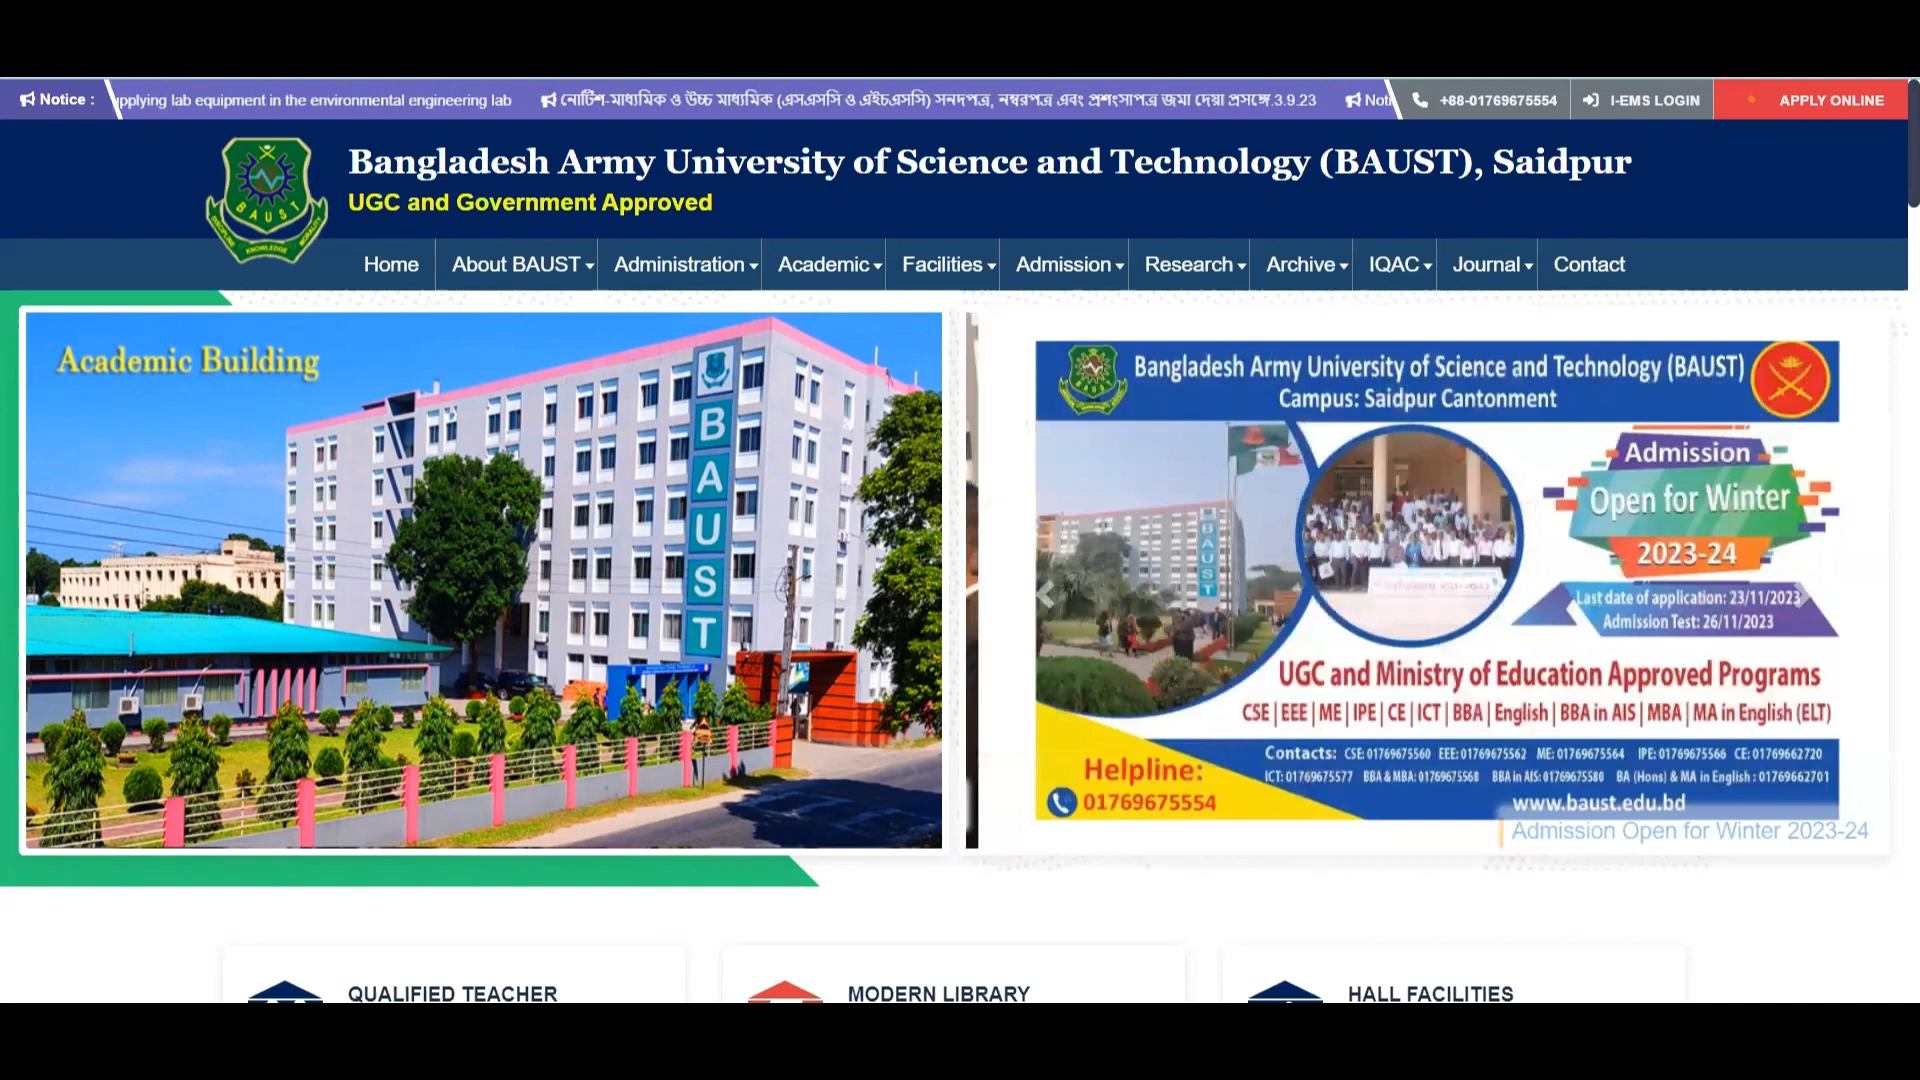 Notice :
pplying lab equipment in the environmental engineering lab
নোটিশ-মাধ্যমিক ও উচ্চ মাধ্যমিক (এসএসসি ও এইচএসসি) সনদপত্র, নম্বরপত্র এবং প্রশংসাপত্র জমা দেয়া প্রসঙ্গে.3.9.23
Noti
+88-01769675554
I-EMS LOGIN
APPLY ONLINE
BAUST
DISCIPLINE KNOWLEDGE MORALITY
Bangladesh Army University of Science and Technology (BAUST), Saidpur
UGC and Government Approved
Home
About BAUST
Administration
Academic
Facilities
Admission
Research
Archive
IQAC
Journal
Contact
Academic Building
BAUST
Bangladesh Army University of Science and Technology (BAUST)
Campus: Saidpur Cantonment
BAUST
Admission
Open for Winter
2023-24
Last date of application: 23/11/2023
Admission Test: 26/11/2023
UGC and Ministry of Education Approved Programs
CSE | EEE | ME | IPE | CE | ICT | BBA | English | BBA in AIS | MBA | MA in English (ELT)
Helpline:
01769675554
Contacts: CSE: 01769675560 EEE: 01769675562 ME: 01769675564 IPE: 01769675566 CE: 01769662720
ICT: 01769675577 BBA & MBA: 01769675568 BBA in AIS: 01769675580 BA (Hons) & MA in English : 01769662701
www.baust.edu.bd
Admission Open for Winter 2023-24
QUALIFIED TEACHER
MODERN LIBRARY
HALL FACILITIES